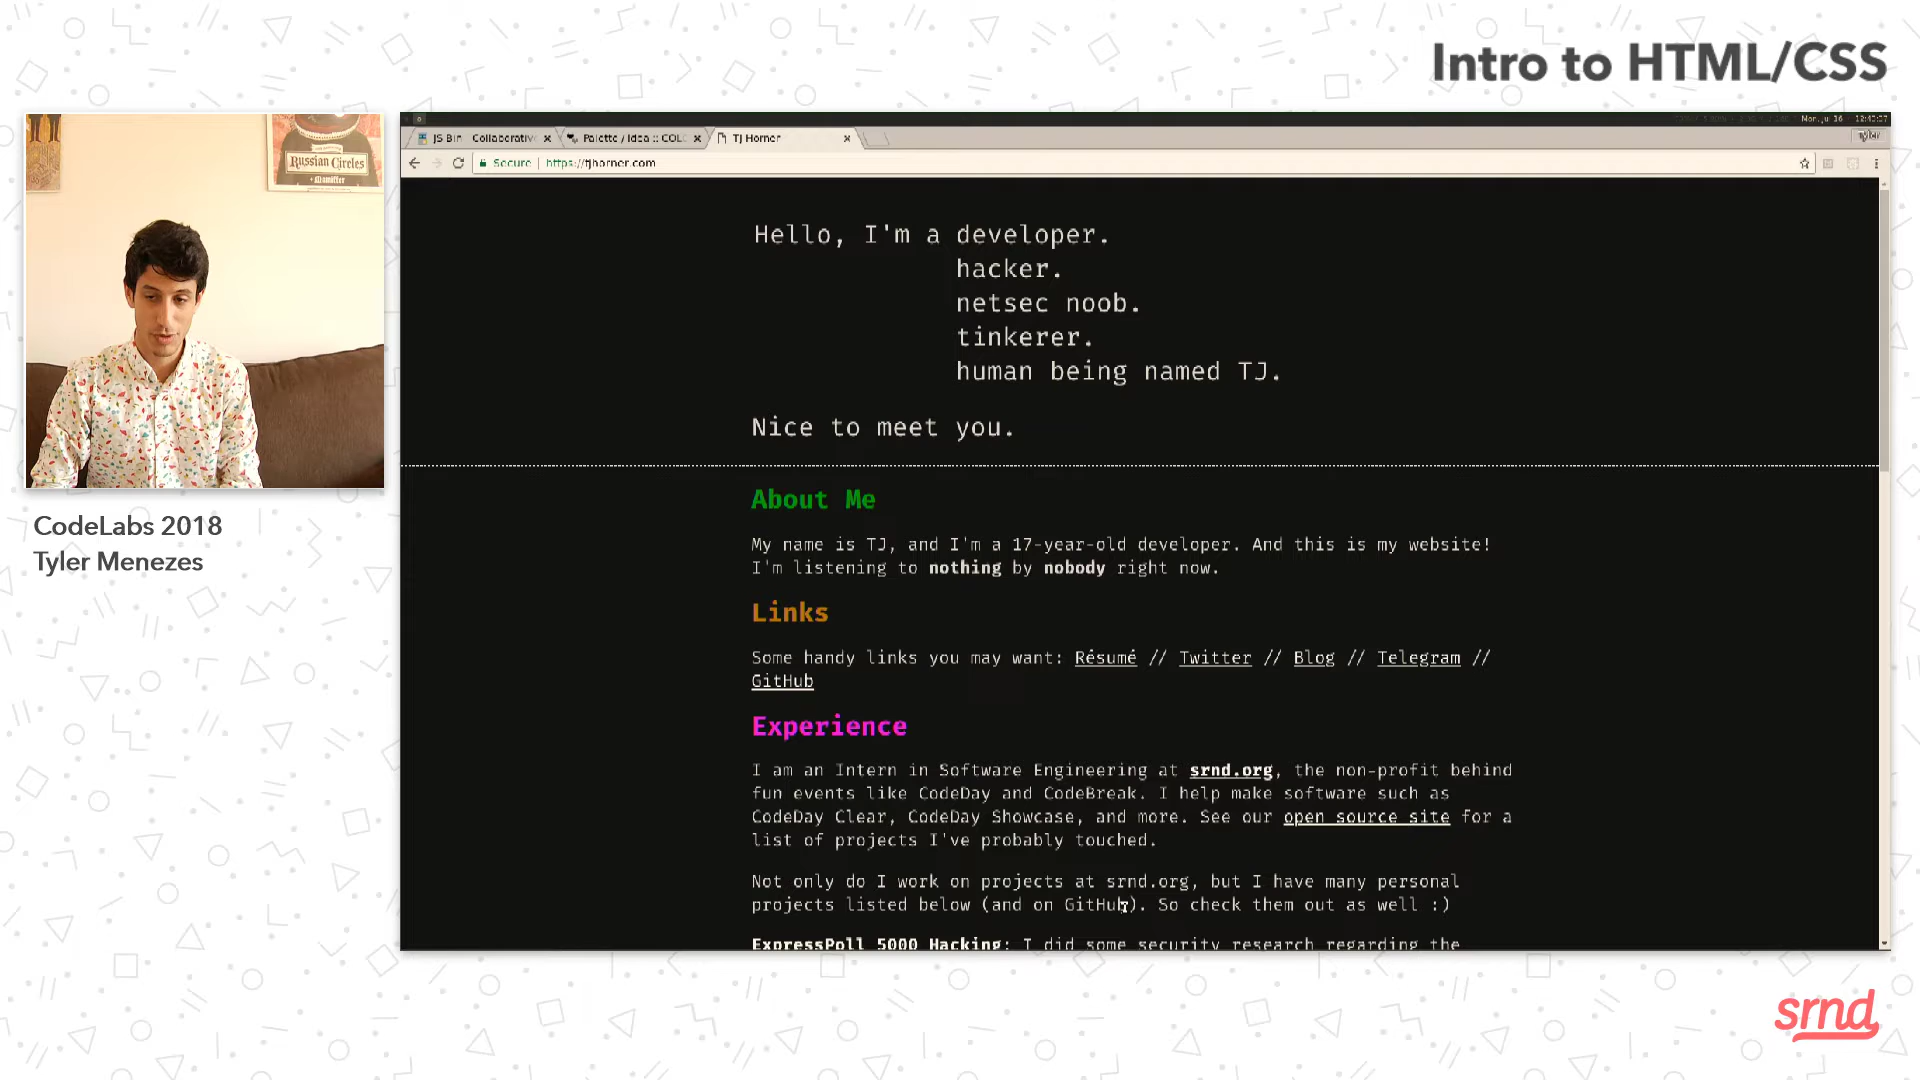 Intro to HTML/CSS
Russian Circles
CodeLabs 2018
Tyler Menezes
JS Bin - Collaborative
Palette / Idea :: COLO
TJ Horner
Tyler
Secure
https://tjhorner.com
Hello, I'm a developer.
hacker.
netsec noob.
tinkerer.
human being named TJ.
Nice to meet you.
About Me
My name is TJ, and I'm a 17-year-old developer. And this is my website!
I'm listening to nothing by nobody right now.
Links
Some handy links you may want: Résumé // Twitter // Blog // Telegram //
GitHub
Experience
I am an Intern in Software Engineering at srnd.org, the non-profit behind
fun events like CodeDay and CodeBreak. I help make software such as
CodeDay Clear, CodeDay Showcase, and more. See our open source site for a
list of projects I've probably touched.
Not only do I work on projects at srnd.org, but I have many personal
projects listed below (and on GitHub). So check them out as well :)
ExpressPoll 5000 Hacking: I did some security research regarding the
srnd